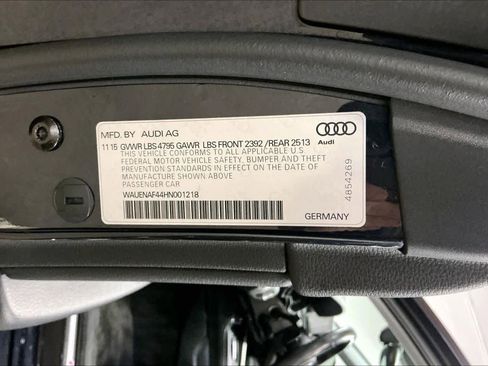 MFD. BY AUDI AG
11 15 GVWR LBS 4795 GAWR LBS FRONT 2392 /REAR 2513
THIS VEHICLE CONFORMS TO ALL APPLICABLE U.S.
FEDERAL MOTOR VEHICLE SAFETY, BUMPER AND THEFT
PREVENTION STANDARDS IN EFFECT ON THE DATE OF
MANUFACTURE SHOWN ABOVE.
PASSENGER CAR
WAUENAF44HN001218
Audi
4854269
GERMANY